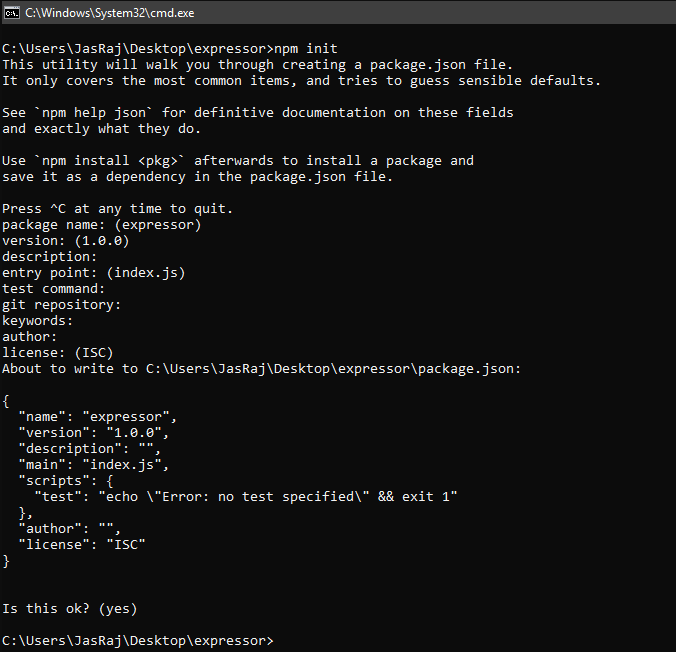 C:\Windows\System32\cmd.exe
C:\Users\JasRaj\Desktop\expressor>npm init
This utility will walk you through creating a package.json file.
It only covers the most common items, and tries to guess sensible defaults.
See `npm help json` for definitive documentation on these fields
and exactly what they do.
Use `npm install <pkg>` afterwards to install a package and
save it as a dependency in the package.json file.
Press ^C at any time to quit.
package name: (expressor)
version: (1.0.0)
description:
entry point: (index.js)
test command:
git repository:
keywords:
author:
license: (ISC)
About to write to C:\Users\JasRaj\Desktop\expressor\package.json:
{
  "name": "expressor",
  "version": "1.0.0",
  "description": "",
  "main": "index.js",
  "scripts": {
    "test": "echo \"Error: no test specified\" && exit 1"
  },
  "author": "",
  "license": "ISC"
}
Is this ok? (yes)
C:\Users\JasRaj\Desktop\expressor>